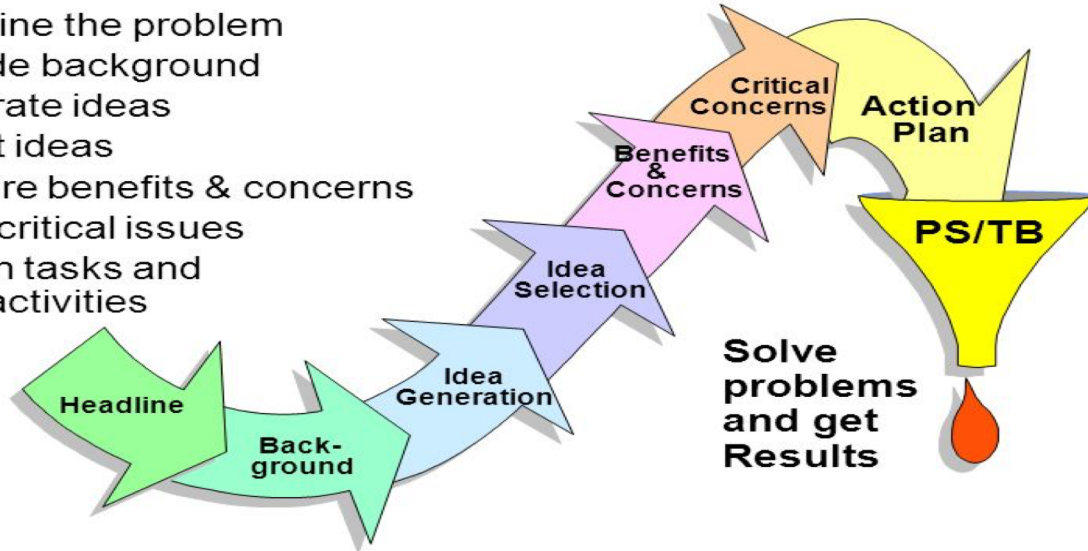 ine the problem
de background
rate ideas
t ideas
re benefits & concerns
critical issues
n tasks and
activities
Headline
Back-
ground
Idea
Generation
Idea
Selection
Benefits
&
Concerns
Critical
Concerns
Action
Plan
PS/TB
Solve
problems
and get
Results